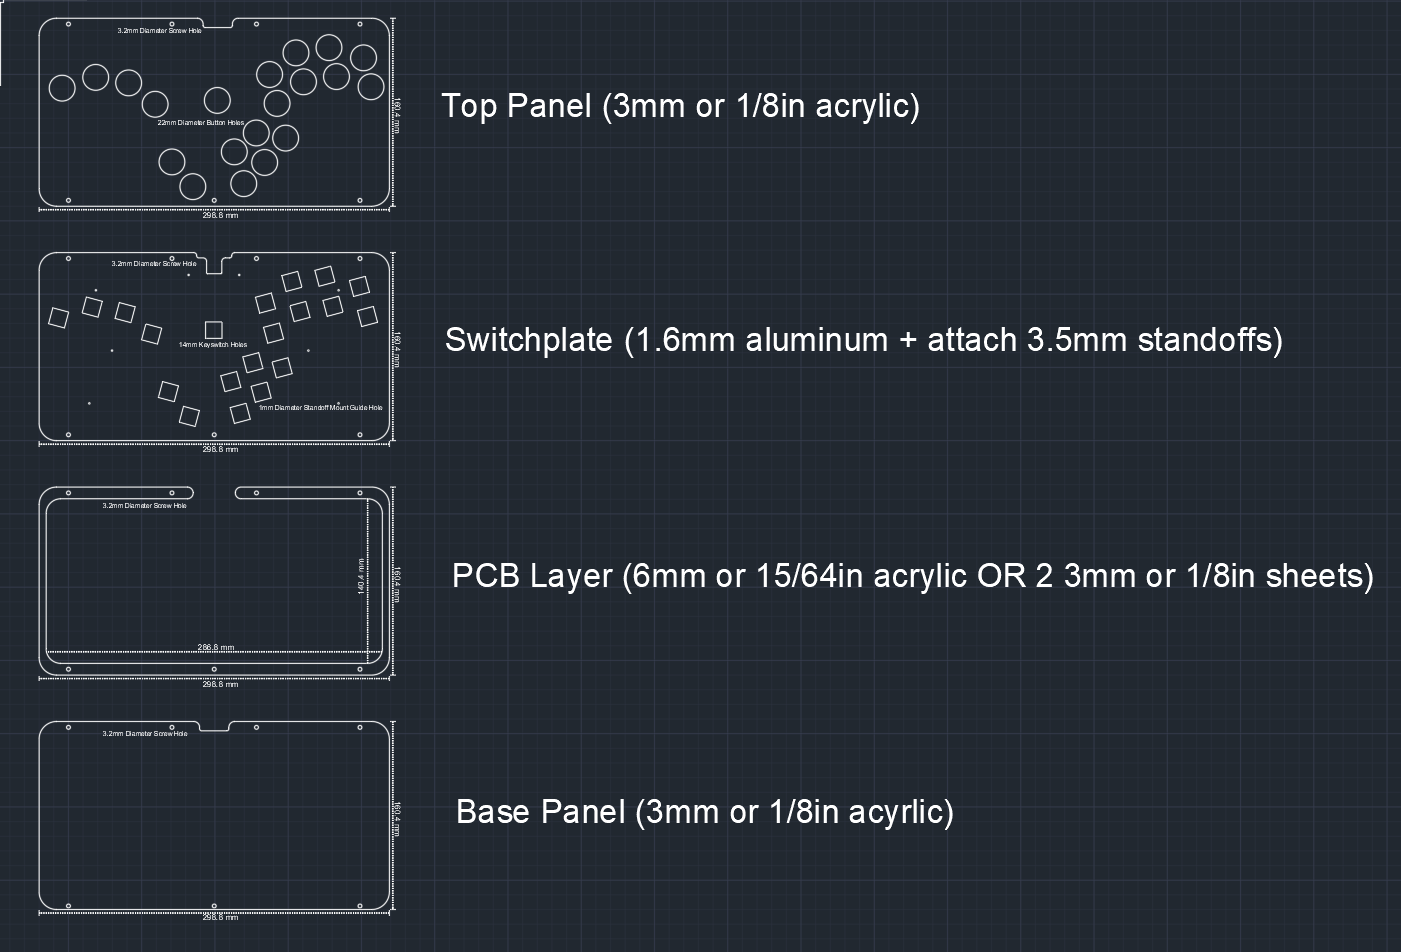 3.2mm Diameter Screw Hole
22mm Diameter Button Holes
160.4 mm
298.8 mm
Top Panel (3mm or 1/8in acrylic)
3.2mm Diameter Screw Hole
14mm Keyswitch Holes
1mm Diameter Standoff Mount Guide Hole
160.4 mm
298.8 mm
Switchplate (1.6mm aluminum + attach 3.5mm standoffs)
3.2mm Diameter Screw Hole
140.4 mm
160.4 mm
286.8 mm
298.8 mm
PCB Layer (6mm or 15/64in acrylic OR 2 3mm or 1/8in sheets)
3.2mm Diameter Screw Hole
160.4 mm
298.8 mm
Base Panel (3mm or 1/8in acyrlic)